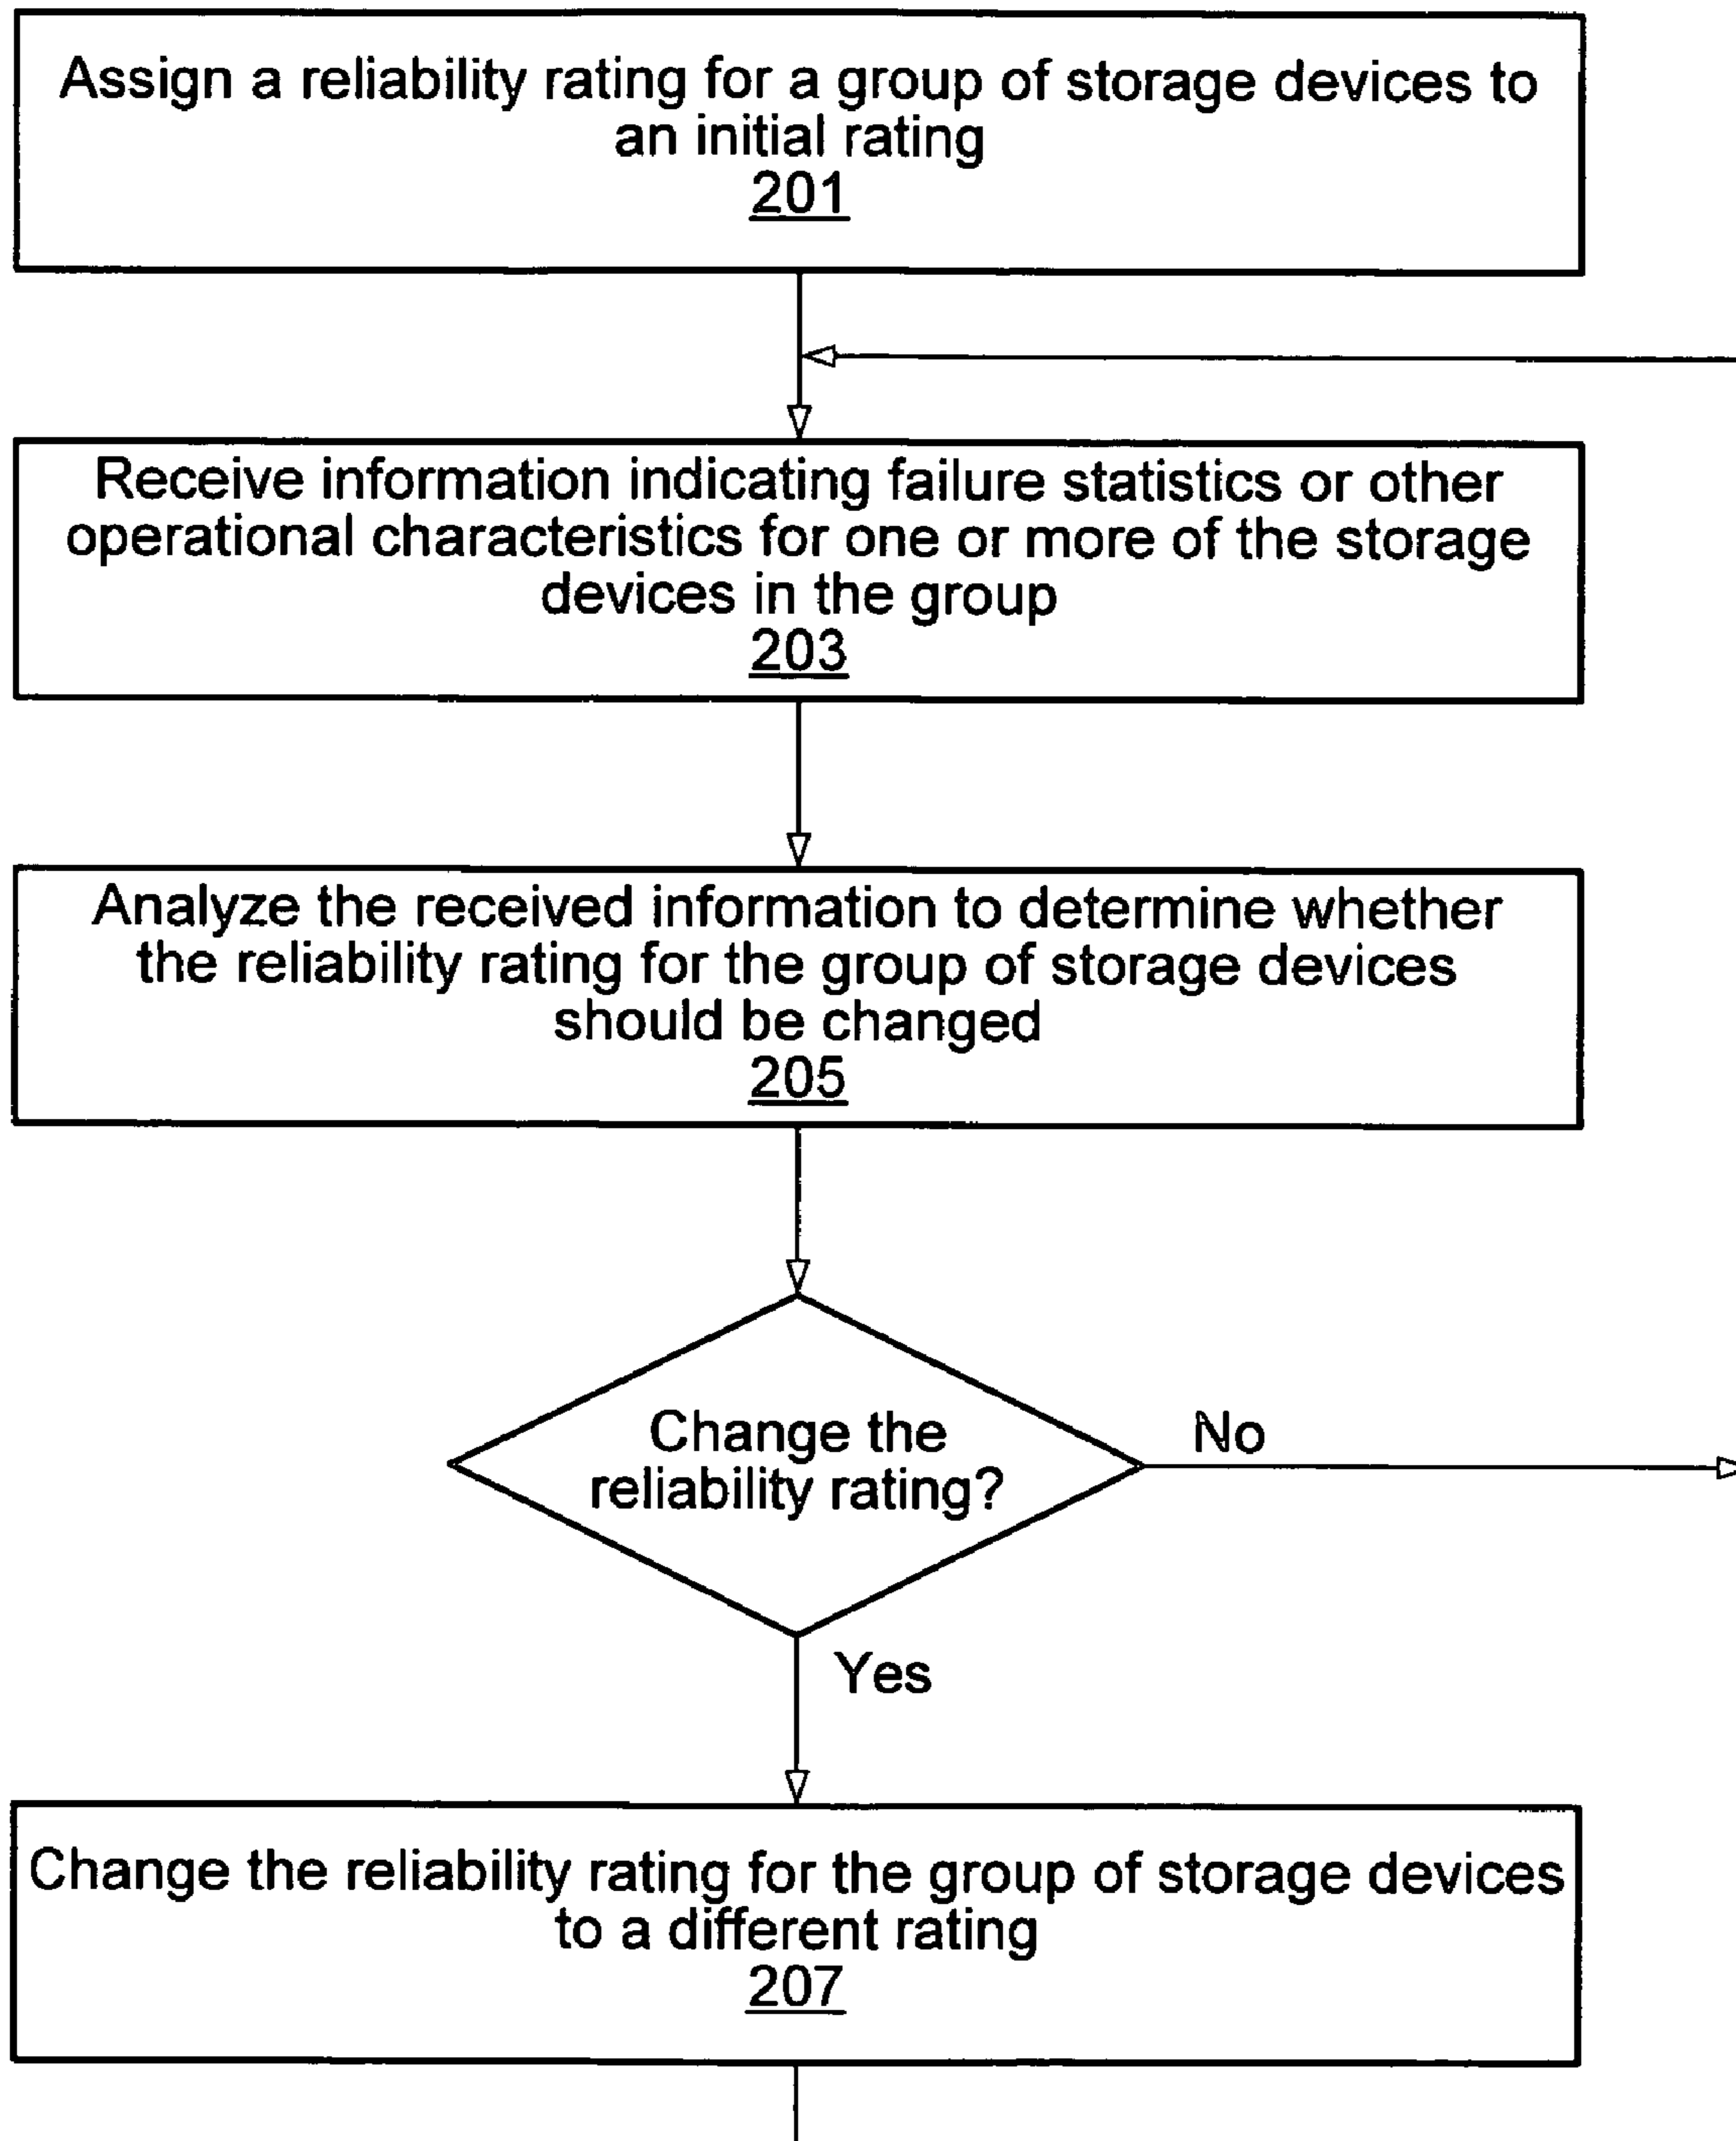 Assign a reliability rating for a group of storage devices to
an initial rating
201
Receive information indicating failure statistics or other
operational characteristics for one or more of the storage
devices in the group
203
Analyze the received information to determine whether
the reliability rating for the group of storage devices
should be changed
205
Change the
reliability rating?
No
Yes
Change the reliability rating for the group of storage devices
to a different rating
207